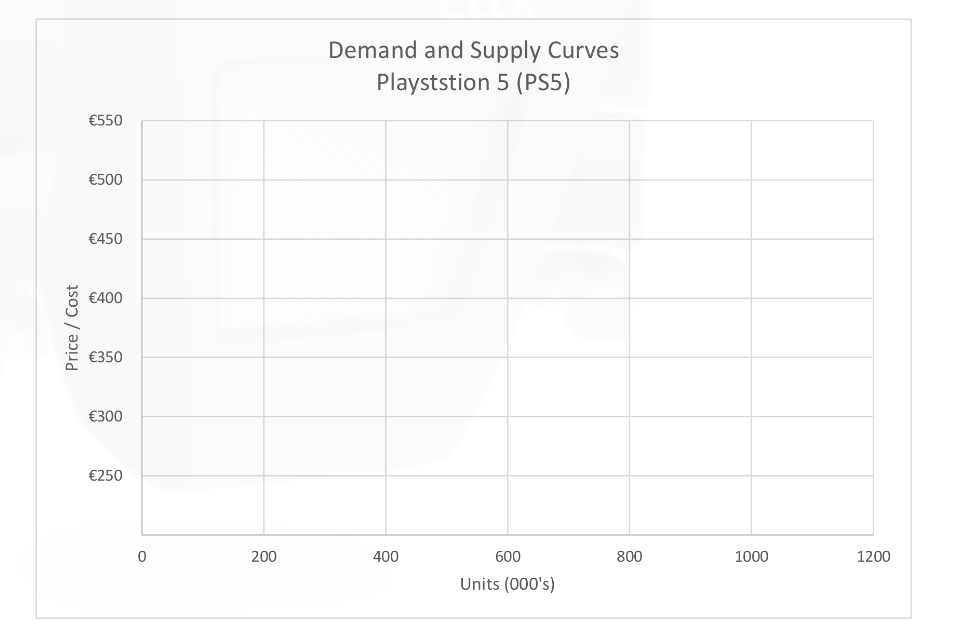 Demand and Supply Curves
Playststion 5 (PS5)
€550
€500
€450
€400
€350
€300
€250
Price / Cost
0 200 400 600 800 1000 1200
Units (000's)